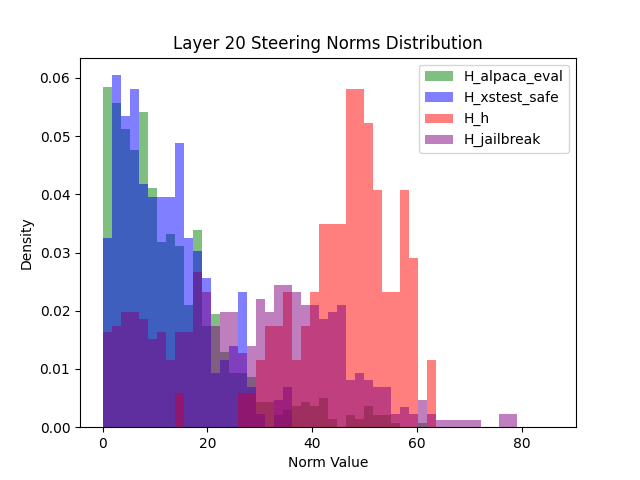 Layer 20 Steering Norms Distribution
H_alpaca_eval
H_xstest_safe
H_h
H_jailbreak
0.06
0.05
0.04
0.03
0.02
0.01
0.00
Density
0
20
40
60
80
Norm Value